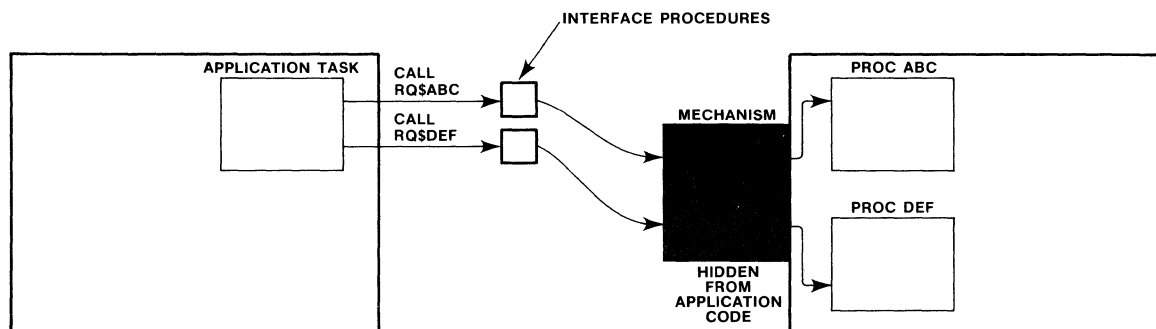 INTERFACE PROCEDURES
APPLICATION TASK
CALL
RQ$ABC
CALL
RQ$DEF
MECHANISM
HIDDEN
FROM
APPLICATION
CODE
PROC ABC
PROC DEF